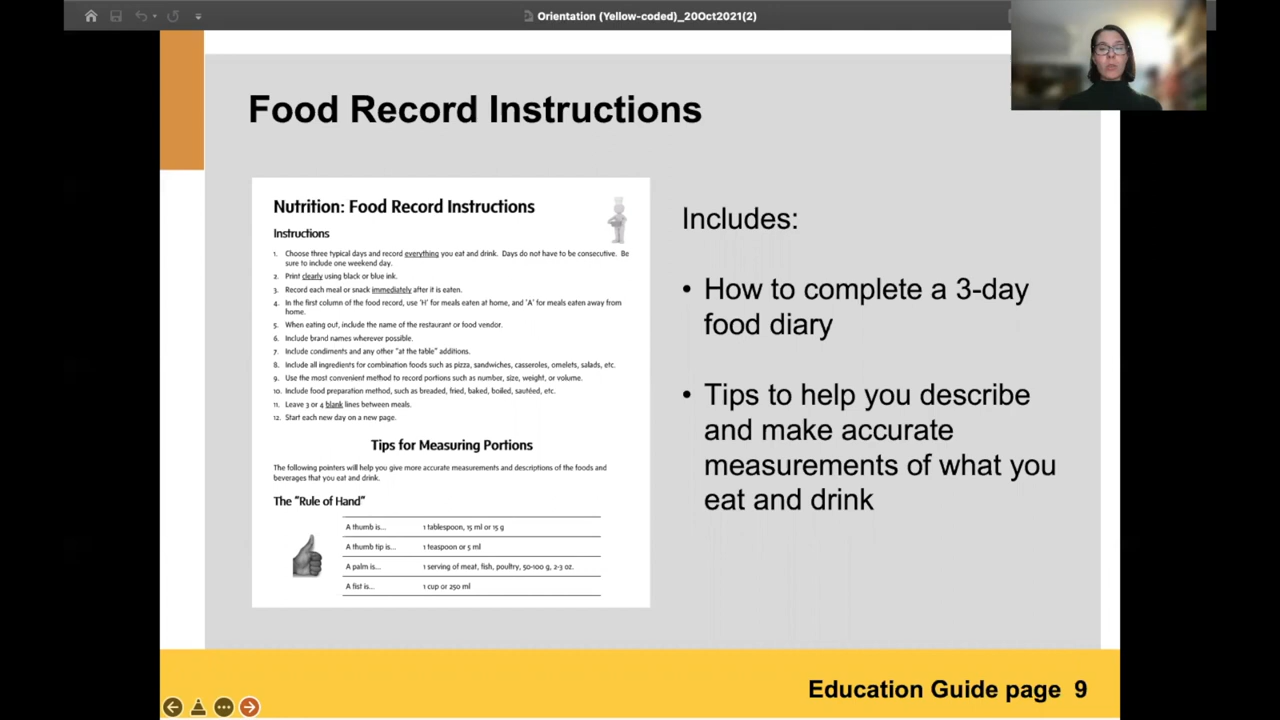 Orientation (Yellow-coded)_20Oct2021(2)
Food Record Instructions
Nutrition: Food Record Instructions
Instructions
1. Choose three typical days and record everything you eat and drink. Days do not have to be consecutive. Be
sure to include one weekend day.
2. Print clearly using black or blue ink.
3. Record each meal or snack immediately after it is eaten.
4. In the first column of the food record, use 'H' for meals eaten at home, and 'A' for meals eaten away from
home.
5. When eating out, include the name of the restaurant or food vendor.
6. Include brand names wherever possible.
7. Include condiments and any other "at the table" additions.
8. Include all ingredients for combination foods such as pizza, sandwiches, casseroles, omelets, salads, etc.
9. Use the most convenient method to record portions such as number, size, weight, or volume.
10. Include food preparation method, such as breaded, fried, baked, boiled, sautéed, etc.
11. Leave 3 or 4 blank lines between meals.
12. Start each new day on a new page.
Tips for Measuring Portions
The following pointers will help you give more accurate measurements and descriptions of the foods and
beverages that you eat and drink.
The "Rule of Hand"
A thumb is... 1 tablespoon, 15 ml or 15 g
A thumb tip is... 1 teaspoon or 5 ml
A palm is... 1 serving of meat, fish, poultry, 50-100 g, 2-3 oz.
A fist is... 1 cup or 250 ml
Includes:
• How to complete a 3-day
food diary
• Tips to help you describe
and make accurate
measurements of what you
eat and drink
Education Guide page 9